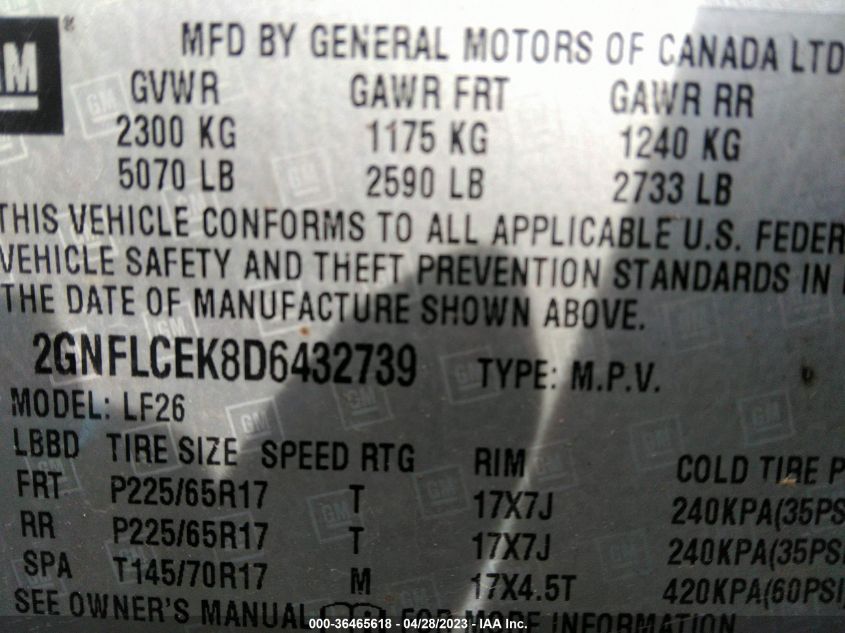 GM ®
MFD BY GENERAL MOTORS OF CANADA LTD
GVWR GAWR FRT GAWR RR
2300 KG 1175 KG 1240 KG
5070 LB 2590 LB 2733 LB
THIS VEHICLE CONFORMS TO ALL APPLICABLE U.S. FEDER
VEHICLE SAFETY AND THEFT PREVENTION STANDARDS IN
THE DATE OF MANUFACTURE SHOWN ABOVE.
2GNFLCEK8D6432739 TYPE: M.P.V.
MODEL: LF26
LBBD TIRE SIZE SPEED RTG RIM COLD TIRE P
FRT P225/65R17 T 17X7J 240KPA(35PS
RR P225/65R17 T 17X7J 240KPA(35PS
SPA T145/70R17 M 17X4.5T 420KPA(60PSI)
SEE OWNER'S MANUAL FOR MORE INFORMATION
000-36465618 - 04/28/2023 - IAA Inc.